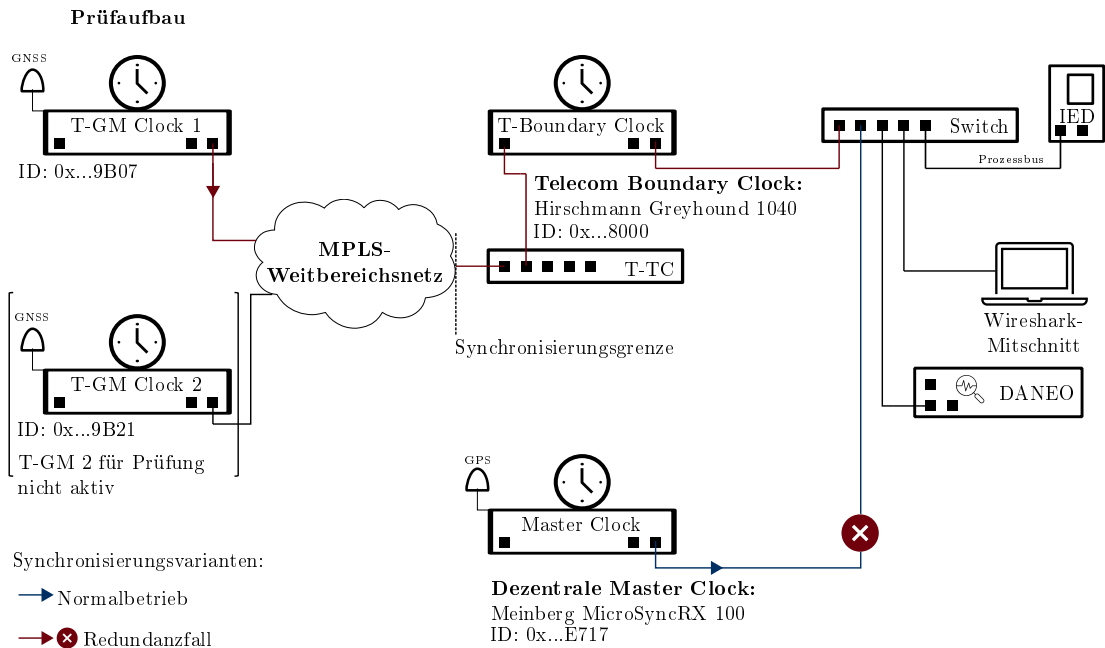 Prüfaufbau
GNSS
T-GM Clock 1
ID: 0x...9B07
T-Boundary Clock
Switch
IED
Prozessbus
Telecom Boundary Clock:
Hirschmann Greyhound 1040
ID: 0x...8000
MPLS-
Weitbereichsnetz
T-TC
Synchronisierungsgrenze
Wireshark-
Mitschnitt
DANEO
GNSS
T-GM Clock 2
ID: 0x...9B21
T-GM 2 für Prüfung
nicht aktiv
GPS
Master Clock
Dezentrale Master Clock:
Meinberg MicroSyncRX 100
ID: 0x...E717
Synchronisierungsvarianten:
Normalbetrieb
Redundanzfall